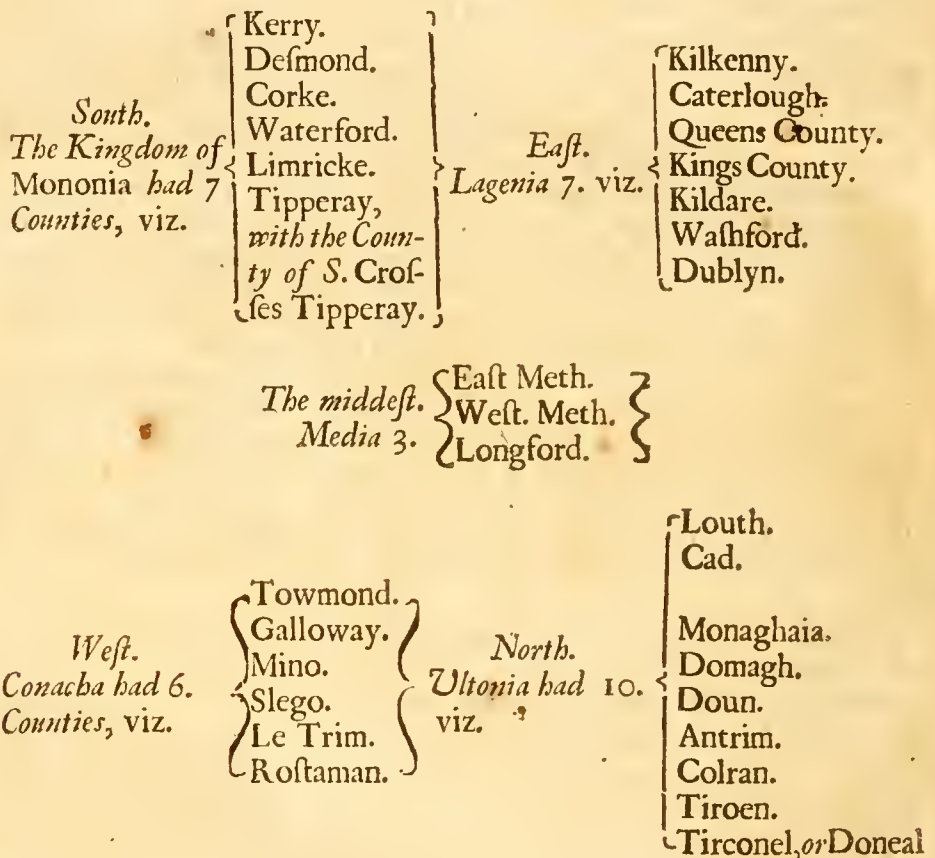 South.
The Kingdom of
Mononia had 7
Counties, viz.
Kerry.
Deſmond.
Corke.
Waterford.
Limricke.
Tipperay,
with the Coun-
ty of S. Croſ-
ſes Tipperay.
Eaſt.
Lagenia 7. viz.
Kilkenny.
Caterlough.
Queens County.
Kings County.
Kildare.
Waſhford.
Dublyn.
The middeſt.
Media 3.
Eaſt Meth.
Weſt. Meth.
Longford.
Weſt.
Conacha had 6.
Counties, viz.
Towmond.
Galloway.
Mino.
Slego.
Le Trim.
Roſtaman.
North.
Ultonia had 10.
viz.
Louth.
Cad.
Monaghaia.
Domagh.
Doun.
Antrim.
Colran.
Tiroen.
Tirconel, or Doneal